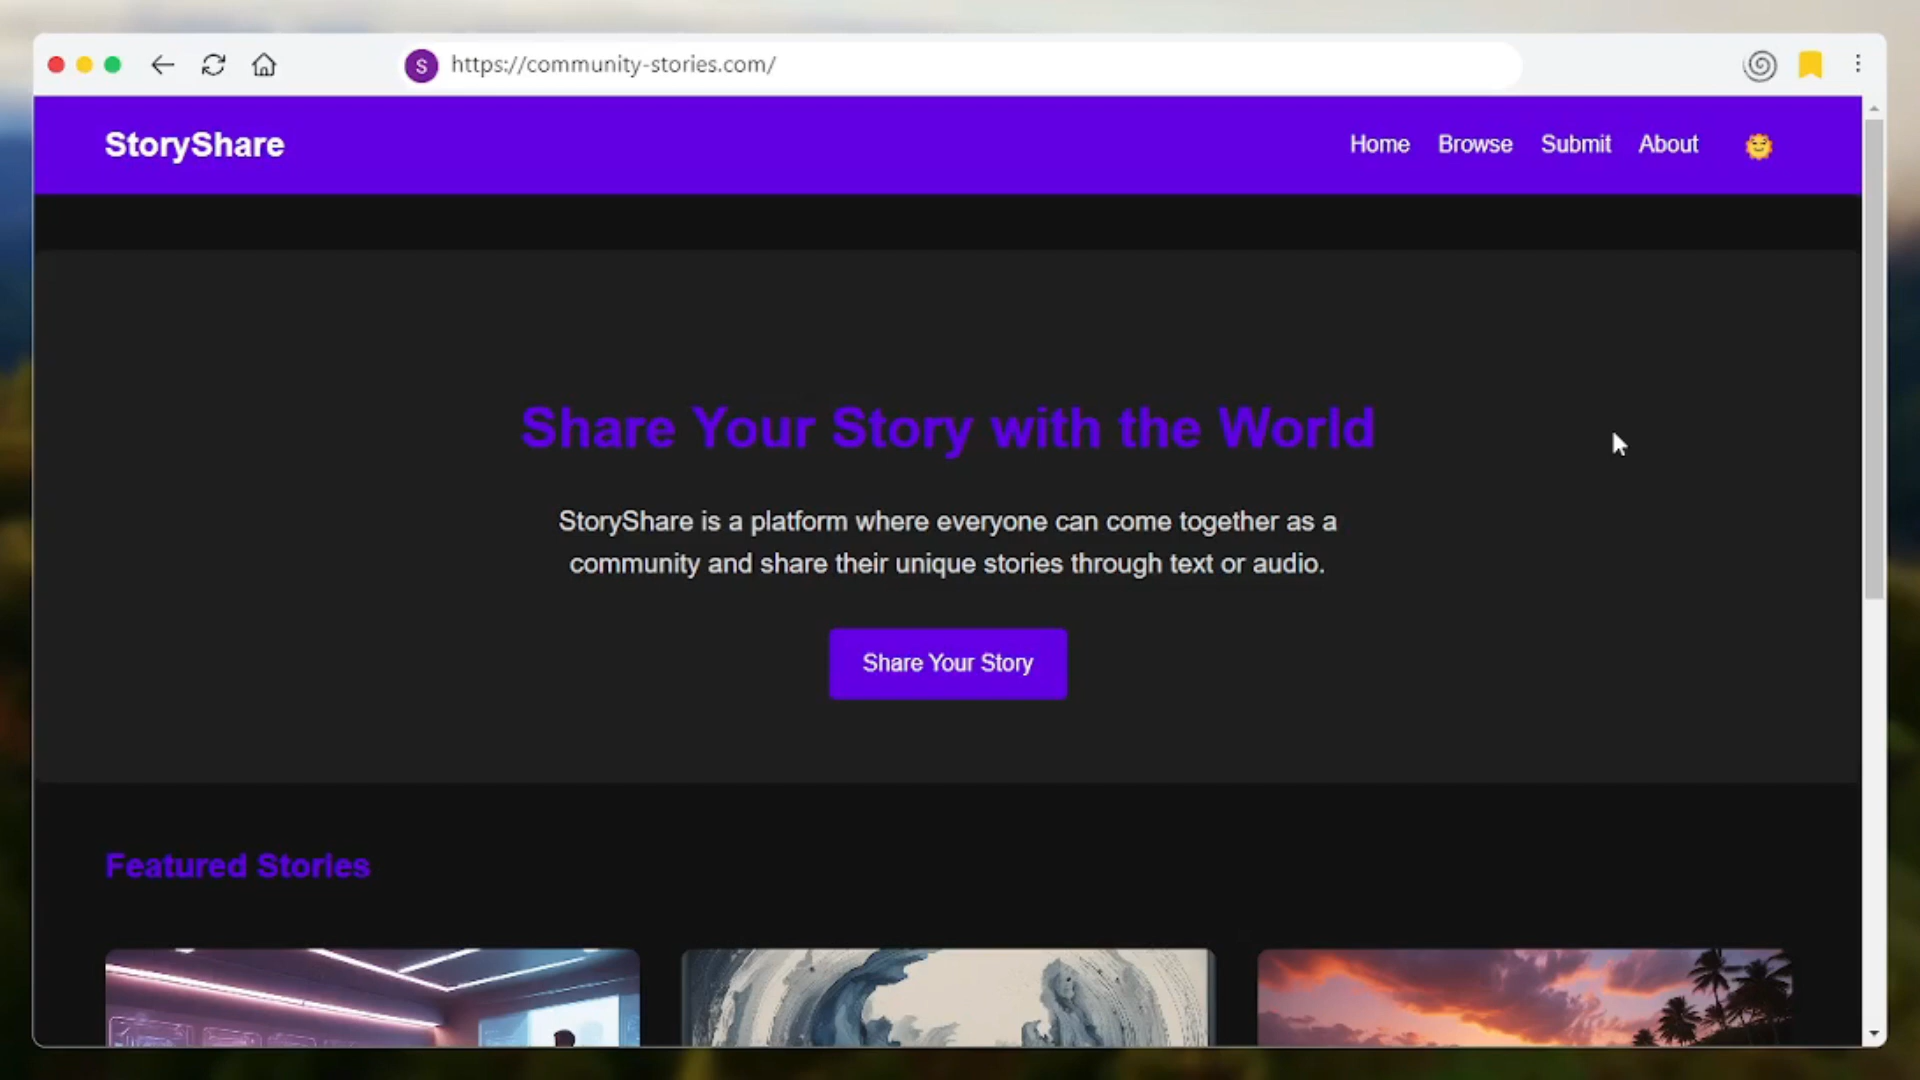 S https://community-stories.com/
StoryShare
Home Browse Submit About
Share Your Story with the World
StoryShare is a platform where everyone can come together as a
community and share their unique stories through text or audio.
Share Your Story
Featured Stories